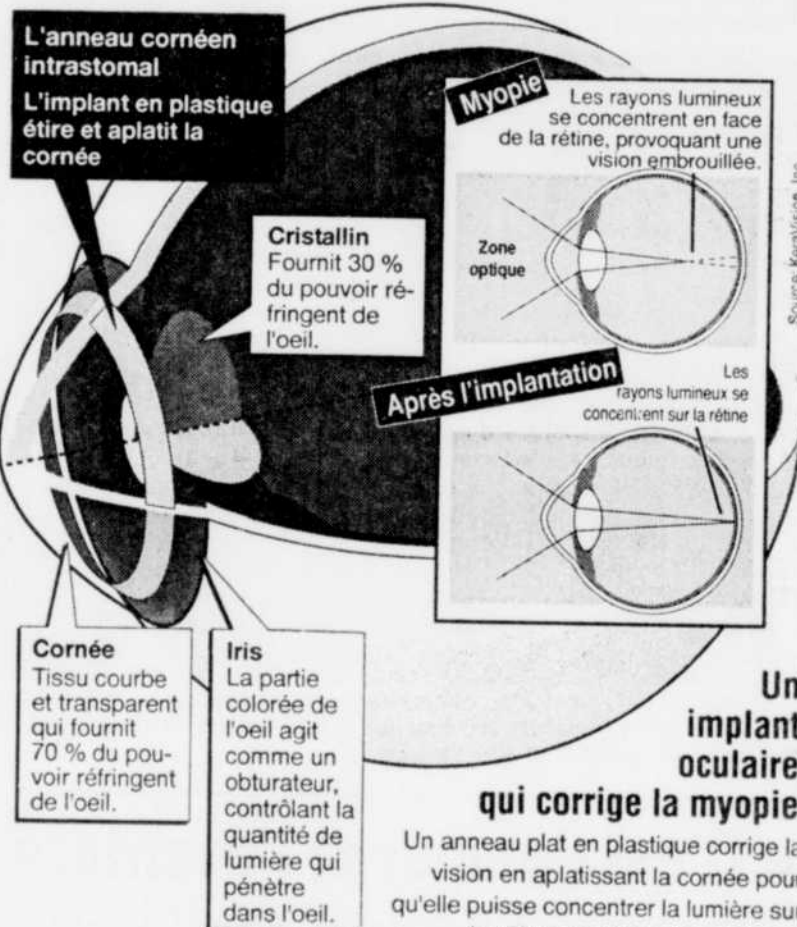 L'anneau cornéen
intrastomal
L'implant en plastique
étire et aplatit la
cornée
Myopie
Les rayons lumineux
se concentrent en face
de la rétine, provoquant une
vision embrouillée.
Zone
optique
Source: KeraVision, Inc
Cristallin
Fournit 30 %
du pouvoir ré-
fringent de
l'oeil.
Après l'implantation
Les
rayons lumineux se
concentrent sur la rétine
Cornée
Tissu courbe
et transparent
qui fournit
70 % du pou-
voir réfringent
de l'oeil.
Iris
La partie
colorée de
l'oeil agit
comme un
obturateur,
contrôlant la
quantité de
lumière qui
pénètre
dans l'oeil.
Un
implant
oculaire
qui corrige la myopie
Un anneau plat en plastique corrige la
vision en aplatissant la cornée pour
qu'elle puisse concentrer la lumière sur